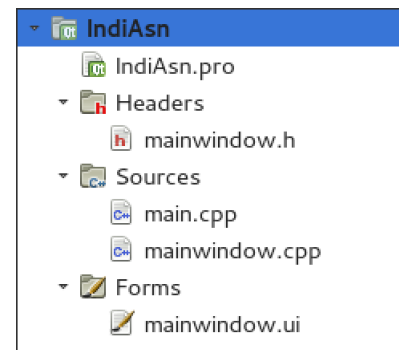 IndiAsn
IndiAsn.pro
Headers
mainwindow.h
Sources
main.cpp
mainwindow.cpp
Forms
mainwindow.ui